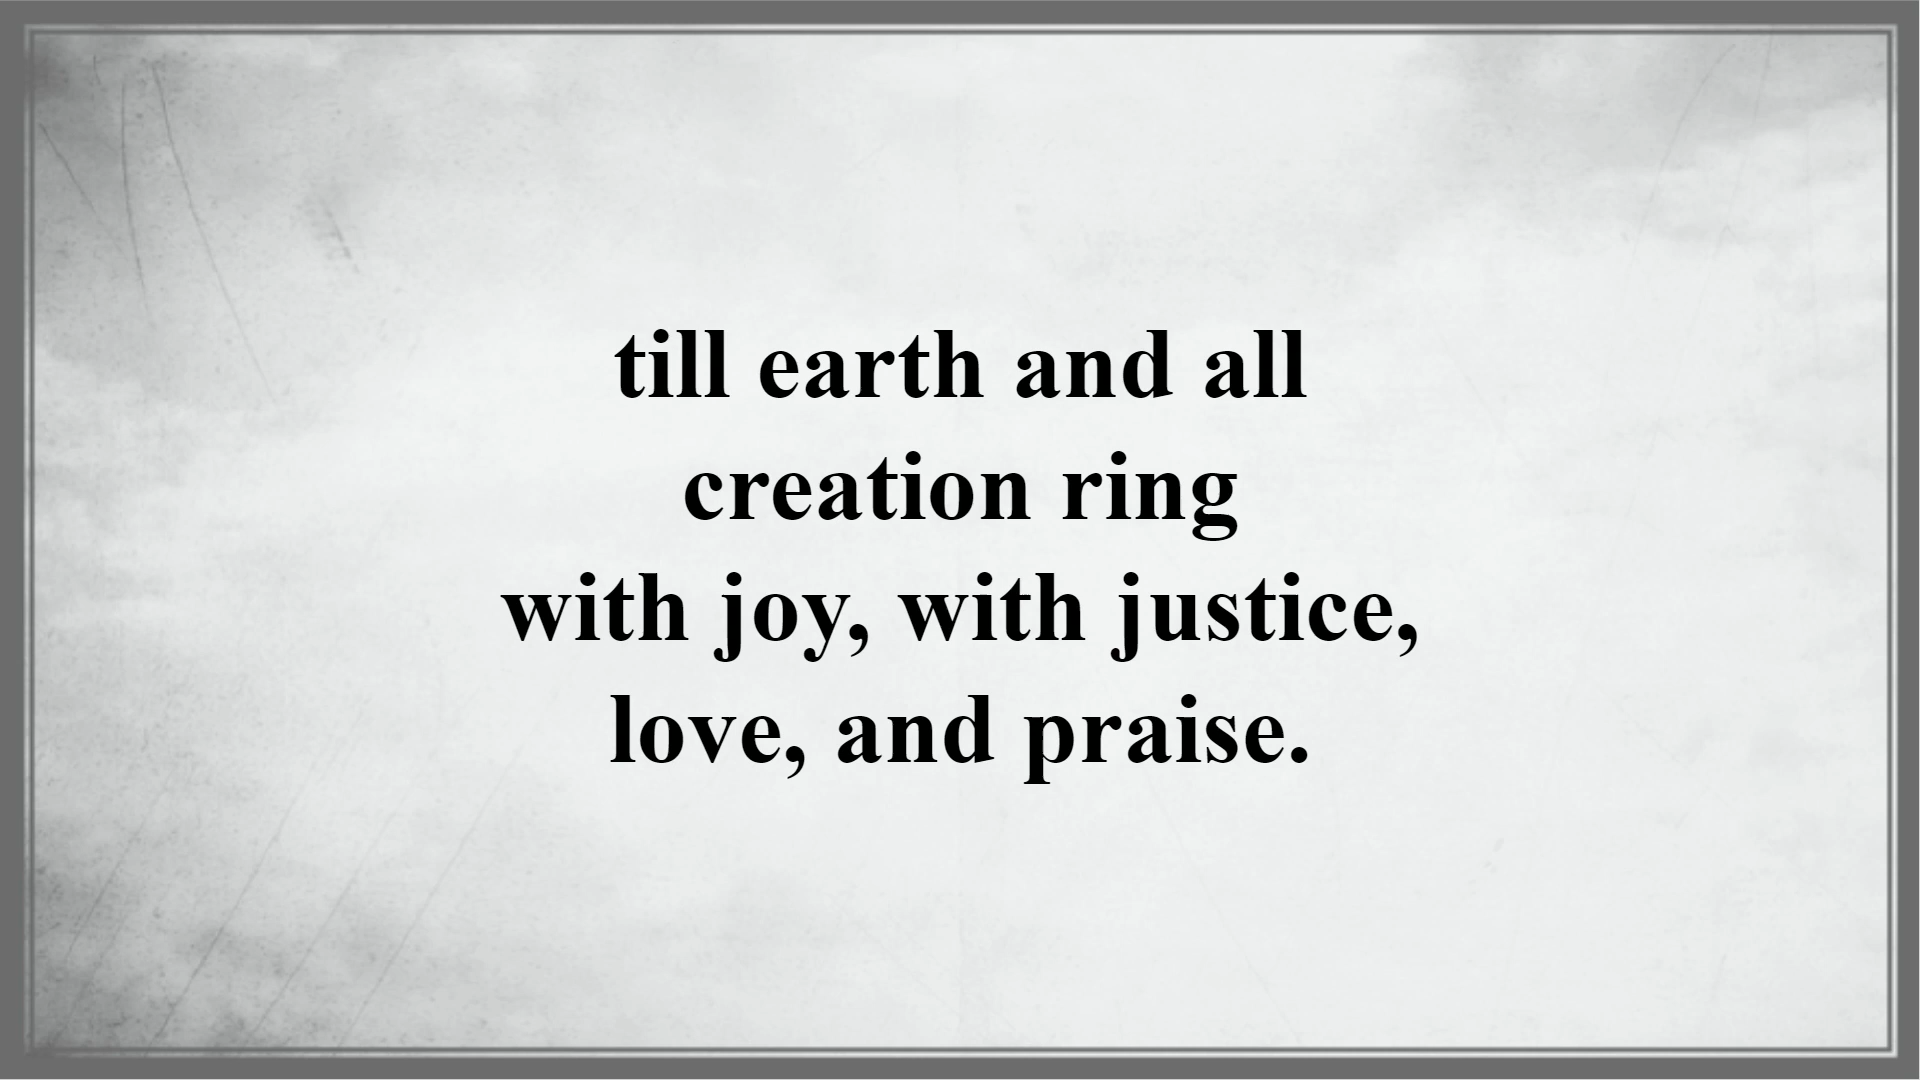 till earth and all
creation ring
with joy, with justice,
love, and praise.